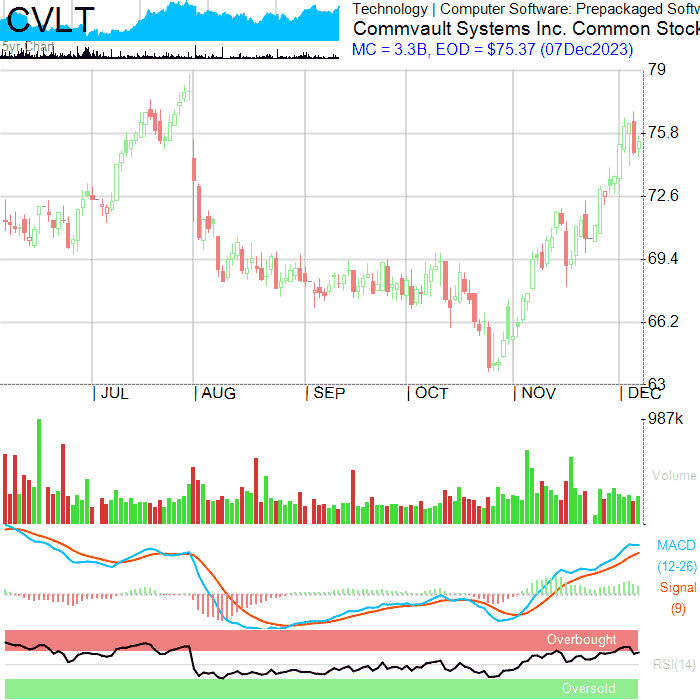 CVLT
5yr Chart
Technology | Computer Software: Prepackaged Softw
Commvault Systems Inc. Common Stock
MC = 3.3B, EOD = $75.37 (07Dec2023)
79
75.8
72.6
69.4
66.2
63
| JUL | AUG | SEP | OCT | NOV | DEC
987k
Volume
MACD
(12-26)
Signal
(9)
Overbought
RSI(14)
Oversold